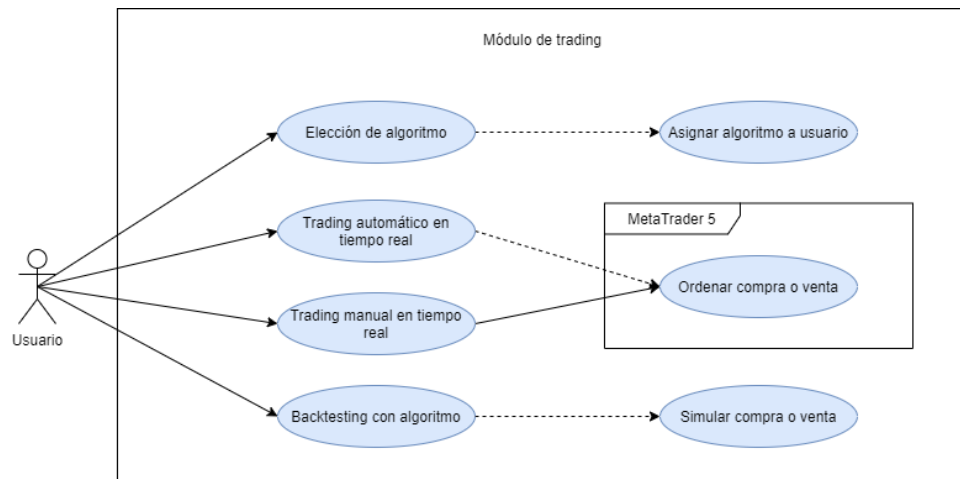 Módulo de trading
Elección de algoritmo
Asignar algoritmo a usuario
Trading automático en
tiempo real
MetaTrader 5
Ordenar compra o venta
Trading manual en tiempo
real
Usuario
Backtesting con algoritmo
Simular compra o venta